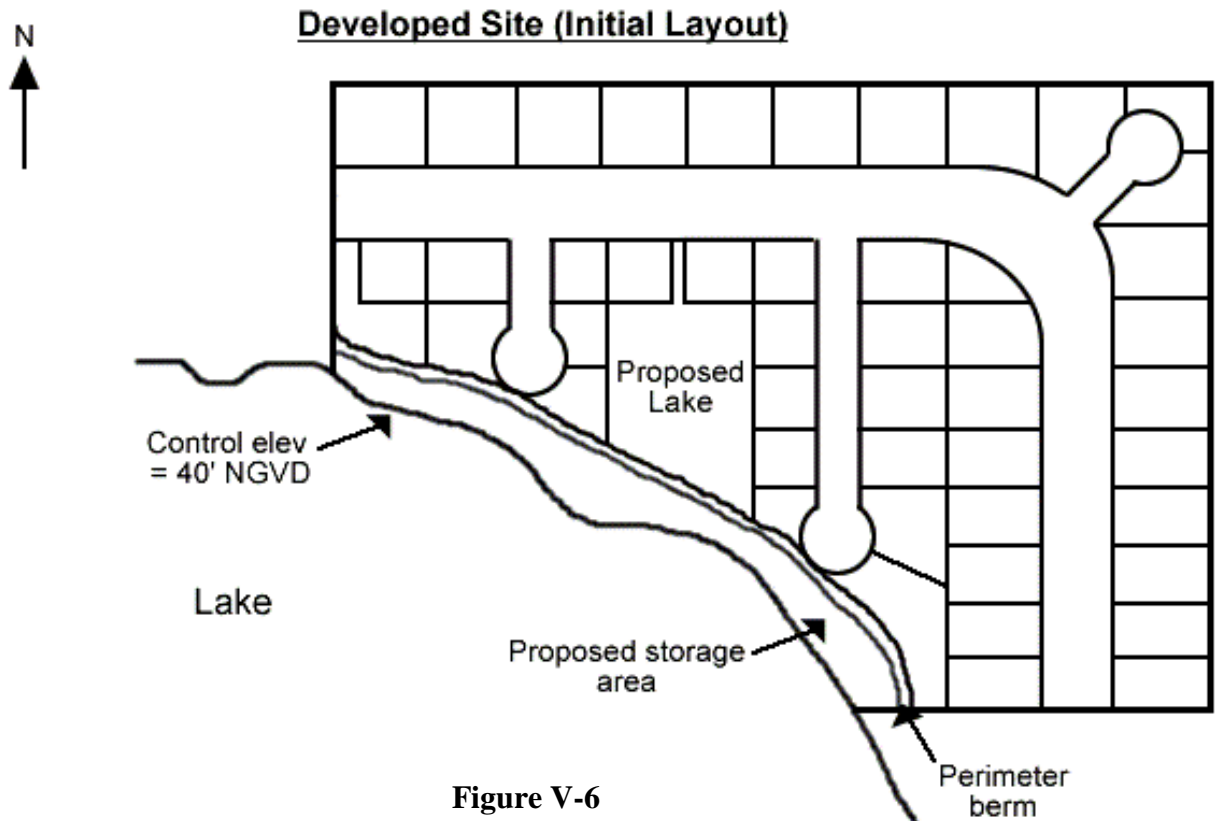 Developed Site (Initial Layout)
N
Proposed
Lake
Control elev
= 40' NGVD
Lake
Proposed storage
area
Perimeter
berm
Figure V-6